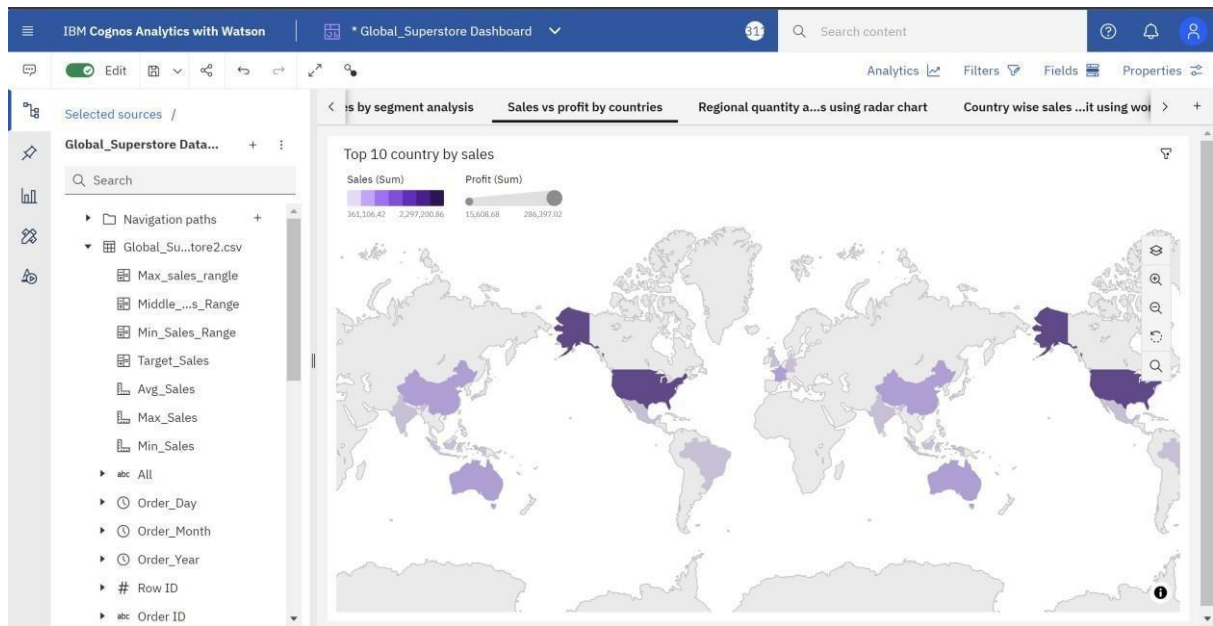 IBM Cognos Analytics with Watson
* Global_Superstore Dashboard
Search content
Edit
Analytics
Filters
Fields
Properties
Selected sources /
es by segment analysis
Sales vs profit by countries
Regional quantity a...s using radar chart
Country wise sales ...it using wor
Global_Superstore Data...
Search
Navigation paths
Global_Su...tore2.csv
Max_sales_rangle
Middle_...s_Range
Min_Sales_Range
Target_Sales
Avg_Sales
Max_Sales
Min_Sales
abc All
Order_Day
Order_Month
Order_Year
# Row ID
abc Order ID
Top 10 country by sales
Sales (Sum)
Profit (Sum)
361,106.42
2,297,200.86
15,608.68
286,397.02